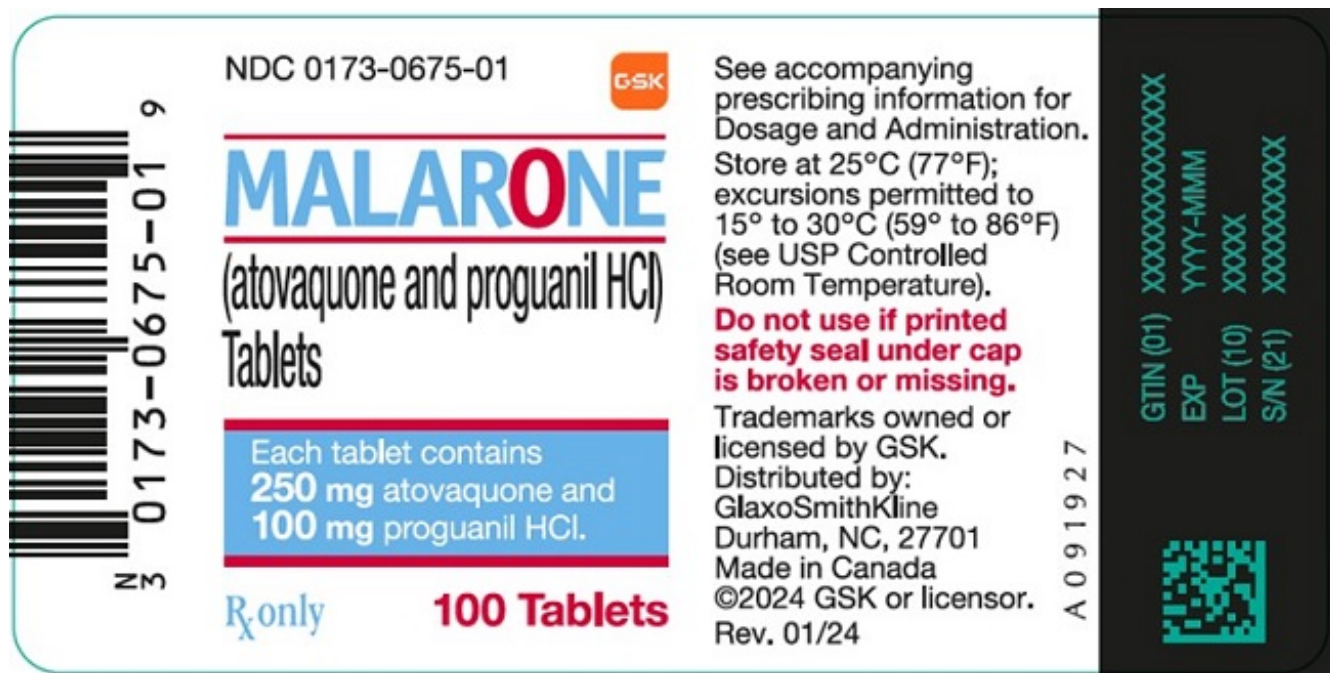 3 0173-0675-01 9
N
NDC 0173-0675-01
GSK
MALARONE
(atovaquone and proguanil HCl)
Tablets
Each tablet contains
250 mg atovaquone and
100 mg proguanil HCl.
Rx only
100 Tablets
See accompanying
prescribing information for
Dosage and Administration.
Store at 25°C (77°F);
excursions permitted to
15° to 30°C (59° to 86°F)
(see USP Controlled
Room Temperature).
Do not use if printed
safety seal under cap
is broken or missing.
Trademarks owned or
licensed by GSK.
Distributed by:
GlaxoSmithKline
Durham, NC, 27701
Made in Canada
©2024 GSK or licensor.
Rev. 01/24
A091927
GTIN (01) XXXXXXXXXXXXXX
EXP YYYY-MMM
LOT (10) XXXXX
S/N (21) XXXXXXXXXXX